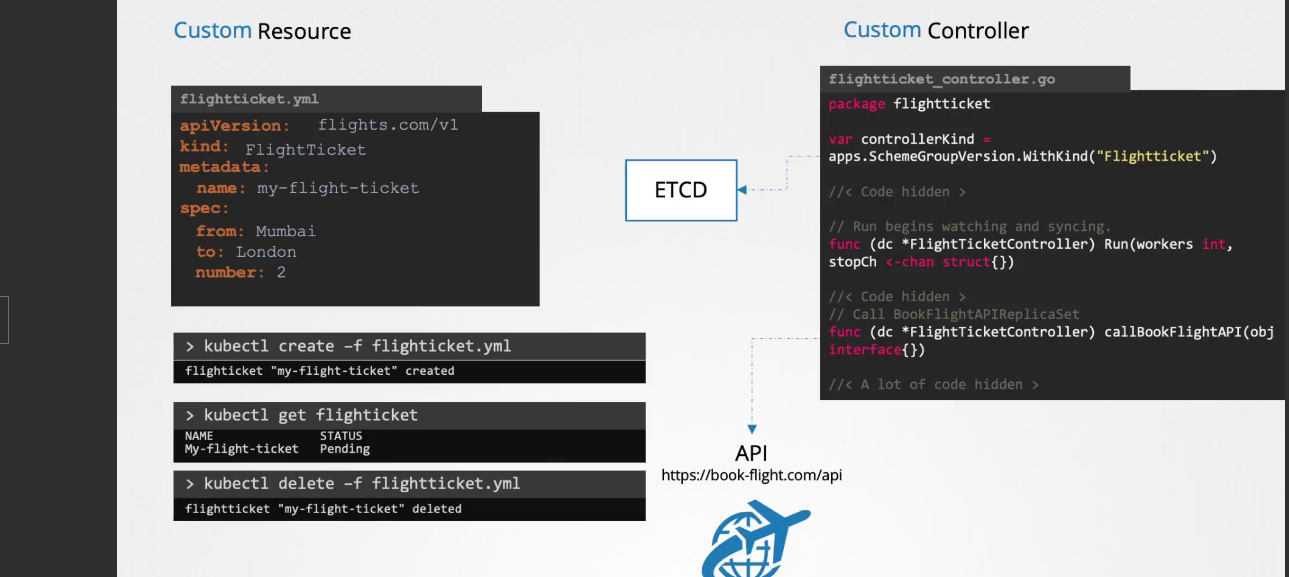 Custom Resource
flightticket.yml
apiVersion: flights.com/v1
kind: FlightTicket
metadata:
name: my-flight-ticket
spec:
from: Mumbai
to: London
number: 2
> kubectl create –f flighticket.yml
flighticket "my-flight-ticket" created
> kubectl get flighticket
NAME STATUS
My-flight-ticket Pending
> kubectl delete –f flightticket.yml
flightticket "my-flight-ticket" deleted
ETCD
API
https://book-flight.com/api
Custom Controller
flightticket_controller.go
package flightticket
var controllerKind =
apps.SchemeGroupVersion.WithKind("Flightticket")
//< Code hidden >
// Run begins watching and syncing.
func (dc *FlightTicketController) Run(workers int,
stopCh <-chan struct{})
//< Code hidden >
// Call BookFlightAPIReplicaSet
func (dc *FlightTicketController) callBookFlightAPI(obj
interface{})
//< A lot of code hidden >